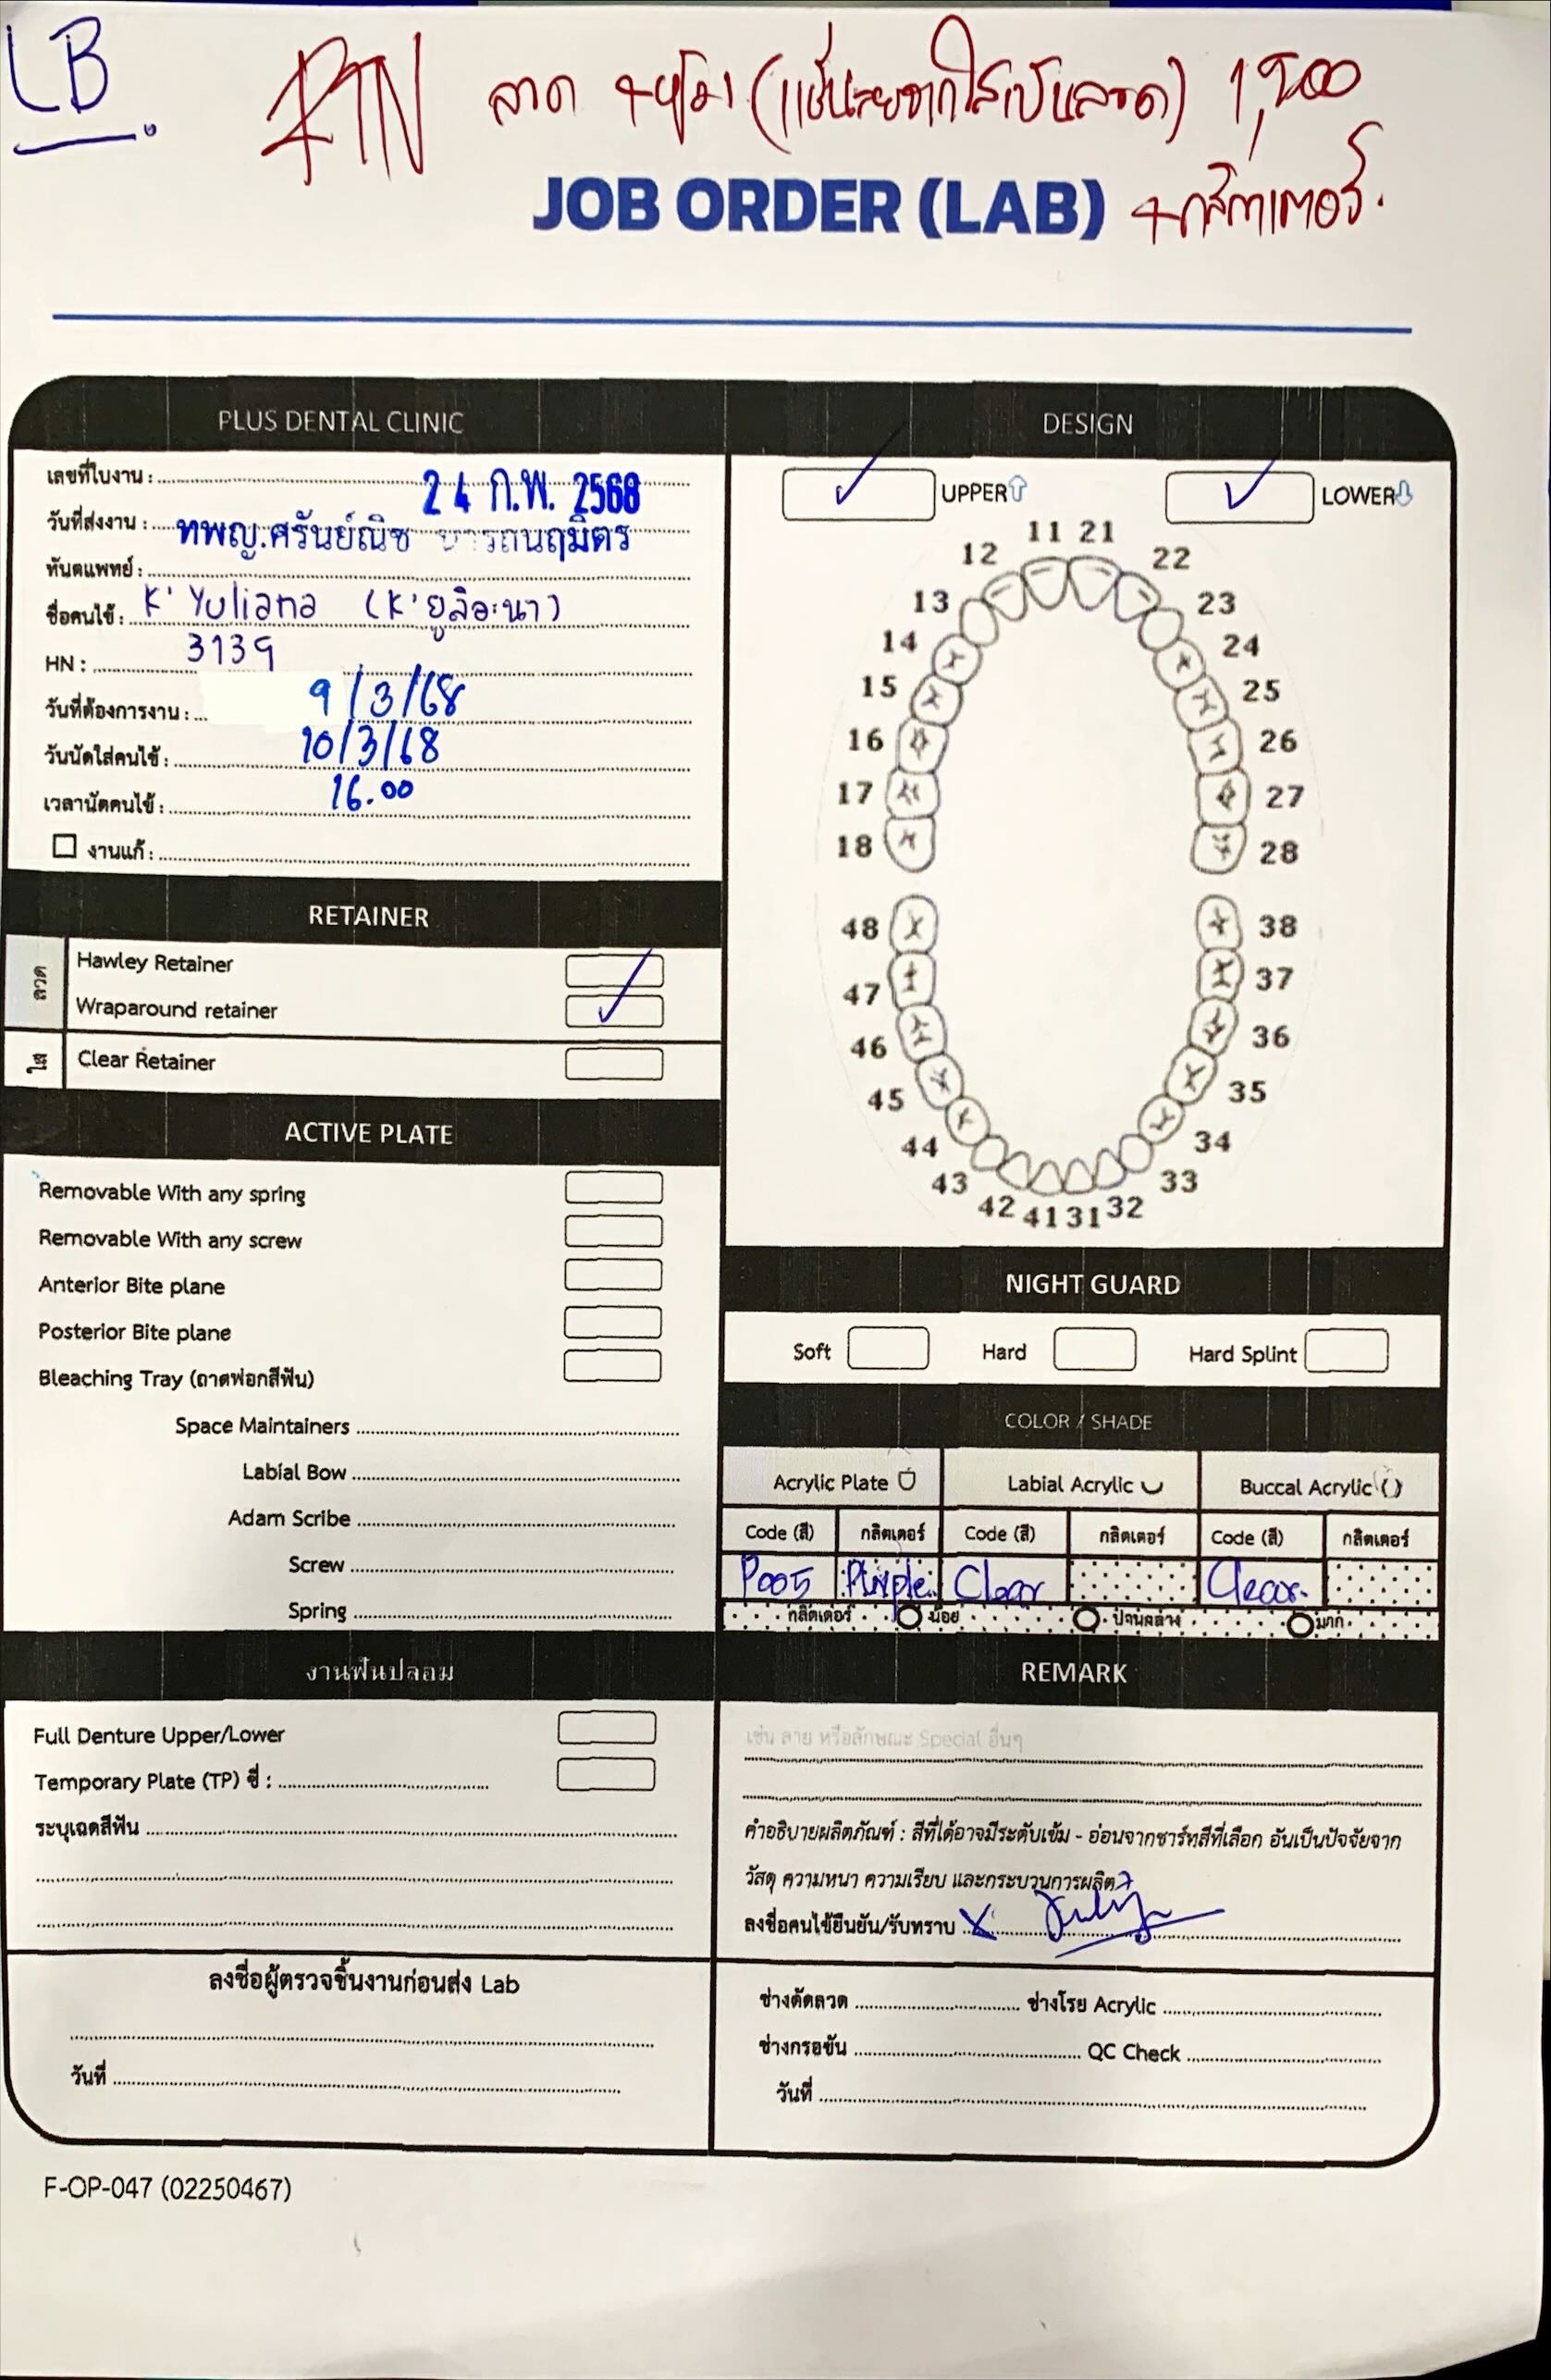 LB
RTN ลวด +หุ้ม (เปลี่ยนจากใสเป็นลวด) 1,500
JOB ORDER (LAB) +กลิตเตอร์.
PLUS DENTAL CLINIC
เลขที่ใบงาน :
24 ก.พ. 2568
วันที่ส่งงาน :
ทพญ.ศรันย์ณิช
ทันตแพทย์ :
ชื่อคนไข้ : K' Yuliana (K' ยูลิอะนา)
HN : 3139
วันที่ต้องการงาน : 9/3/68
วันนัดใส่คนไข้ : 10/3/68
เวลานัดคนไข้ : 16.00
งานแก้ :
DESIGN
UPPER
LOWER
11 21
12 22
13 23
14 24
15 25
16 26
17 27
18 28
48 38
47 37
46 36
45 35
44 34
43 33
42 41 31 32
RETAINER
ลวด
Hawley Retainer
Wraparound retainer
ใส
Clear Retainer
ACTIVE PLATE
Removable With any spring
Removable With any screw
Anterior Bite plane
Posterior Bite plane
Bleaching Tray (ถาดฟอกสีฟัน)
Space Maintainers
Labial Bow
Adam Scribe
Screw
Spring
NIGHT GUARD
Soft Hard Hard Splint
COLOR / SHADE
Acrylic Plate Labial Acrylic Buccal Acrylic
Code (สี) กลิตเตอร์ Code (สี) กลิตเตอร์ Code (สี) กลิตเตอร์
P005 Purple Clear Clear
กลิตเตอร์ น้อย ปานกลาง มาก
งานฟันปลอม
Full Denture Upper/Lower
Temporary Plate (TP) ซี่ :
ระบุเฉดสีฟัน
REMARK
เช่น ลาย หรือลักษณะ Special อื่นๆ
คำอธิบายผลิตภัณฑ์ : สีที่ได้อาจมีระดับเข้ม - อ่อนจากชาร์ทสีที่เลือก อันเป็นปัจจัยจาก
วัสดุ ความหนา ความเรียบ และกระบวนการผลิต
ลงชื่อคนไข้ยืนยัน/รับทราบ X
ลงชื่อผู้ตรวจชิ้นงานก่อนส่ง Lab
วันที่
ช่างดัดลวด ช่างโรย Acrylic
ช่างกรอขัน QC Check
วันที่
F-OP-047 (02250467)